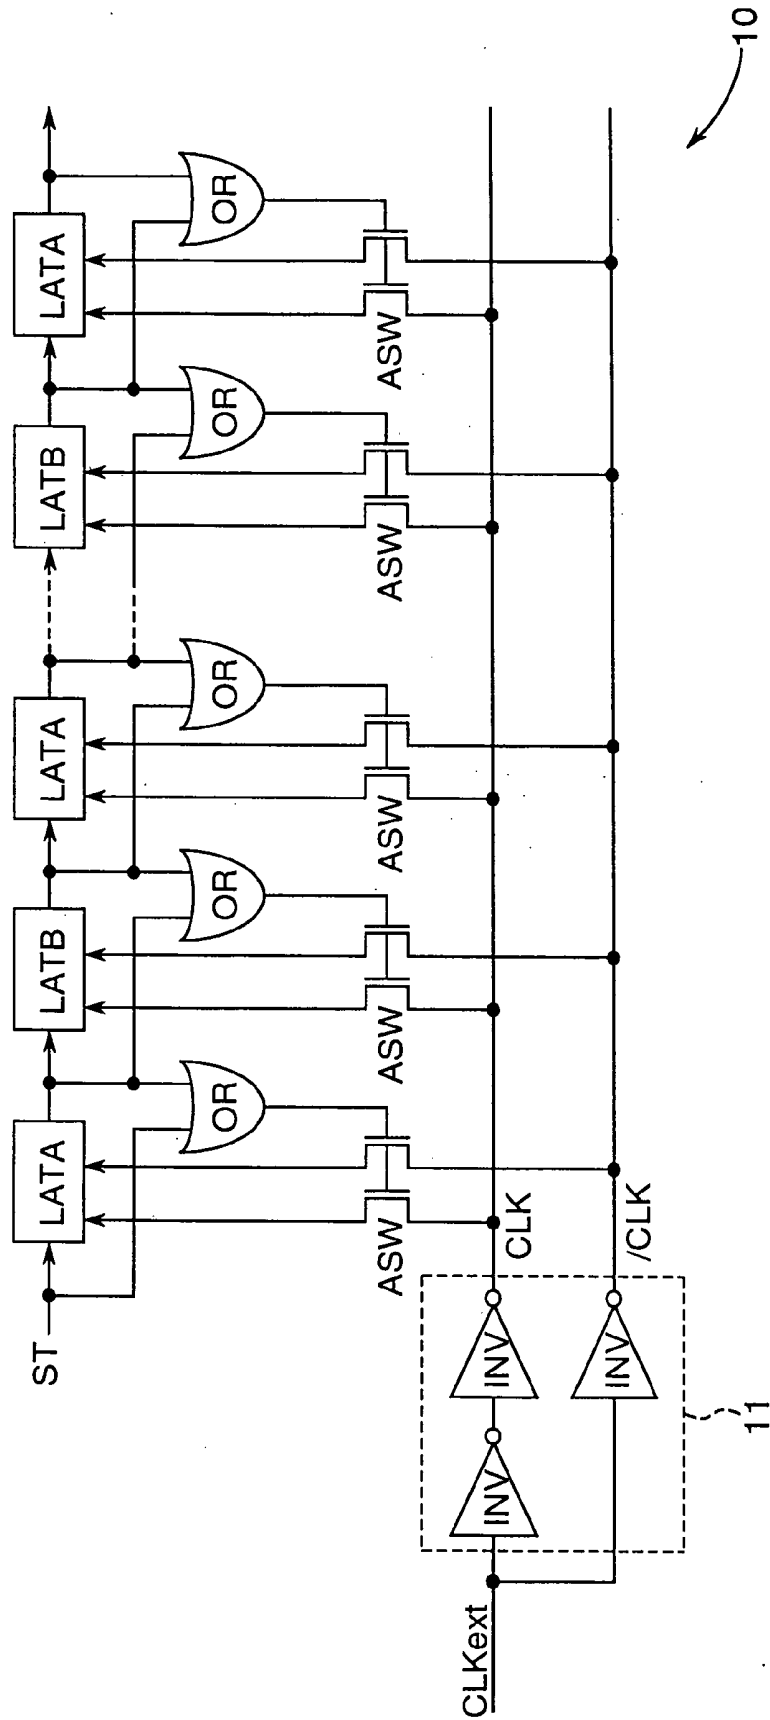 10
ST
LATA
LATB
LATA
LATB
LATA
OR
OR
OR
OR
OR
ASW
ASW
ASW
ASW
ASW
CLK
/CLK
CLKext
INV
INV
INV
11